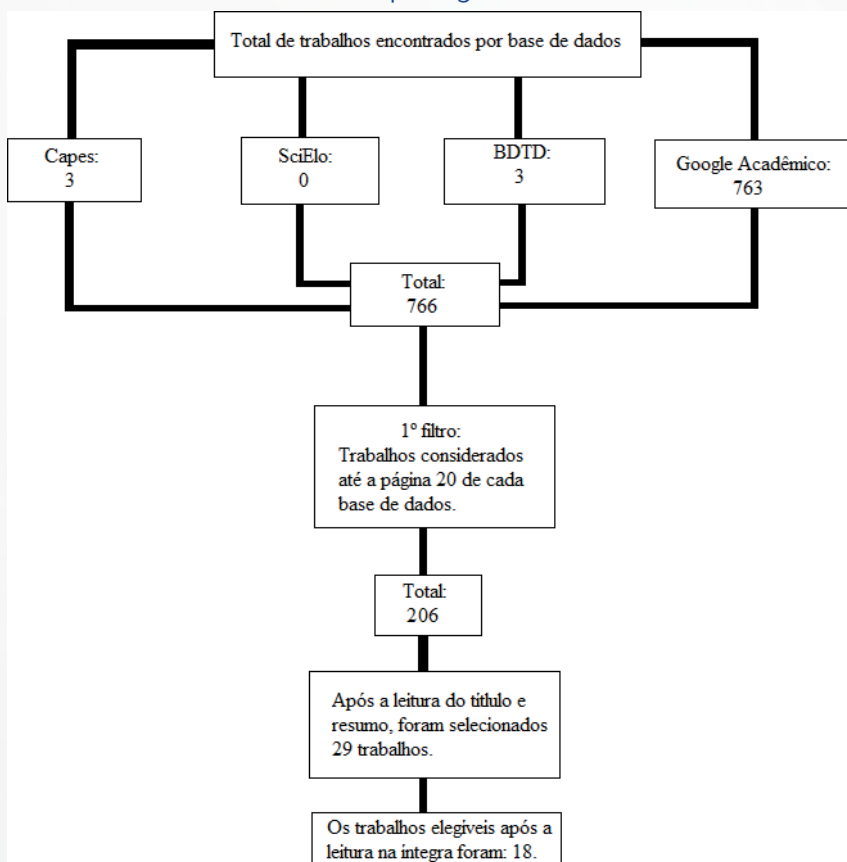 Total de trabalhos encontrados por base de dados
Capes:
3
SciElo:
0
BDTD:
3
Google Acadêmico:
763
Total:
766
1º filtro:
Trabalhos considerados
até a página 20 de cada
base de dados.
Total:
206
Após a leitura do títlulo e
resumo, foram selecionados
29 trabalhos.
Os trabalhos elegíveis após a
leitura na íntegra foram: 18.